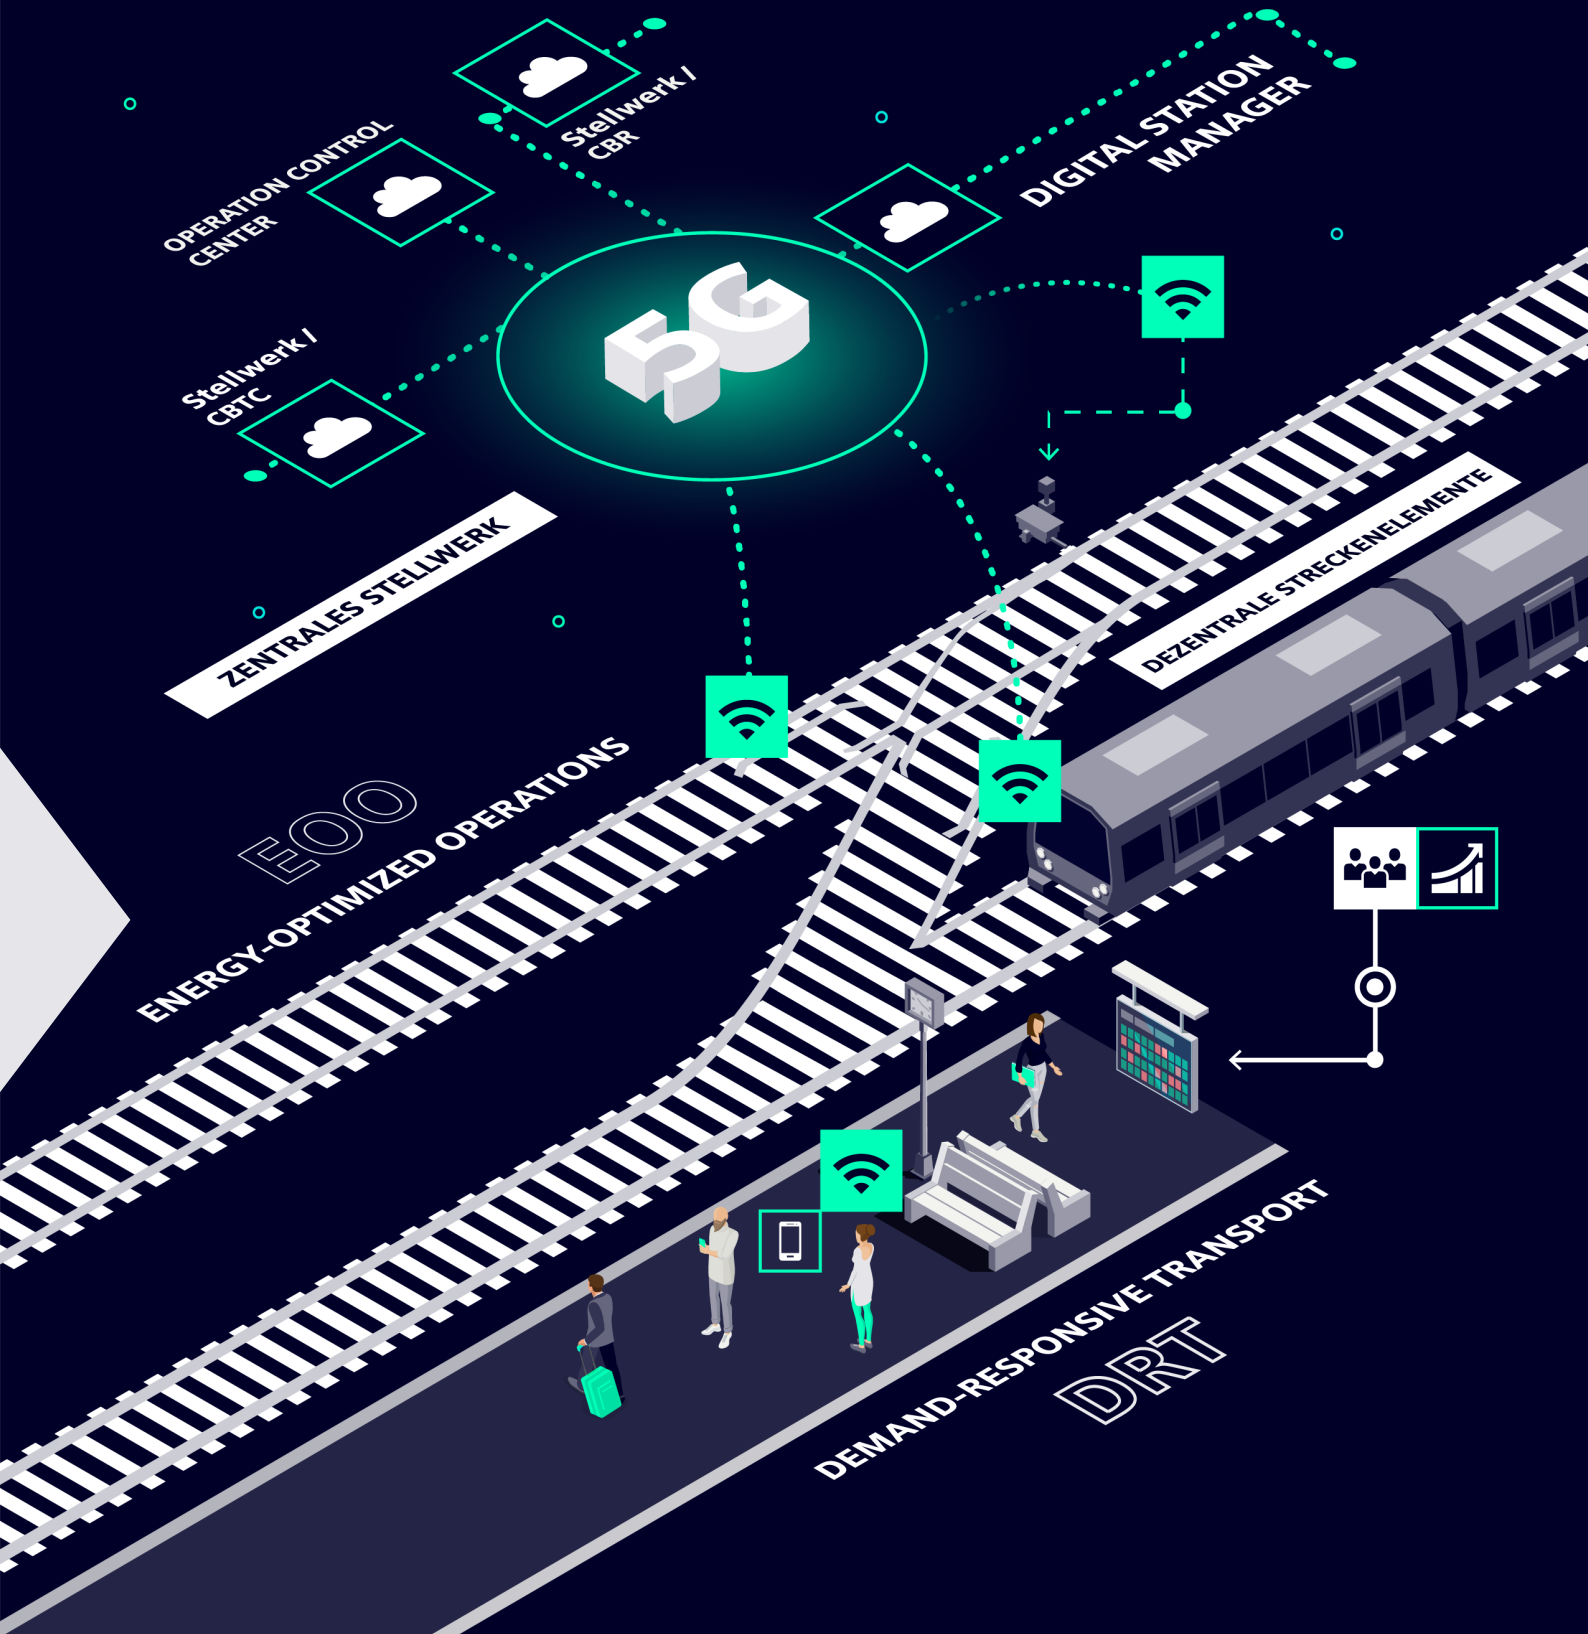 Stellwerk I
CBR
OPERATION CONTROL
CENTER
DIGITAL STATION
MANAGER
5G
Stellwerk I
CBTC
ZENTRALES STELLWERK
DEZENTRALE STRECKENELEMENTE
EOO
ENERGY-OPTIMIZED OPERATIONS
DEMAND-RESPONSIVE TRANSPORT
DRT